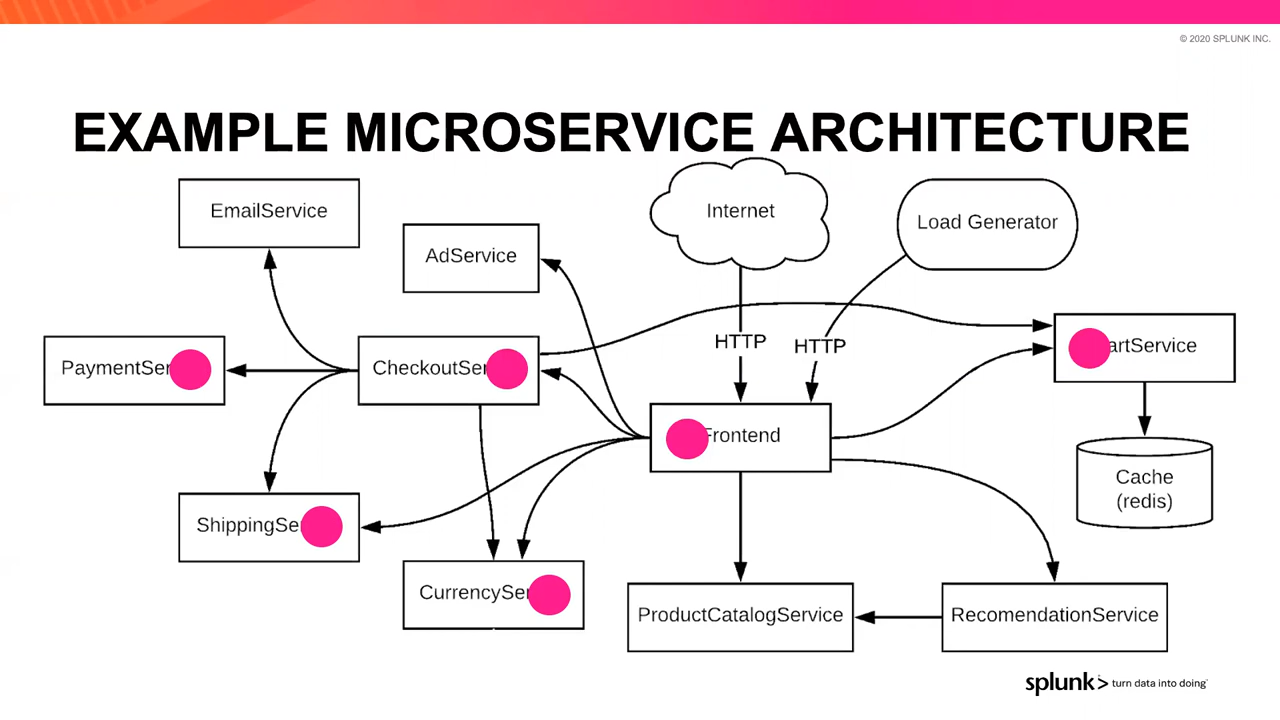 © 2020 SPLUNK INC.
EXAMPLE MICROSERVICE ARCHITECTURE
EmailService
Internet
Load Generator
AdService
HTTP
HTTP
PaymentSer
CheckoutSer
artService
Frontend
Cache
(redis)
ShippingSe
CurrencySer
ProductCatalogService
RecomendationService
splunk> turn data into doing